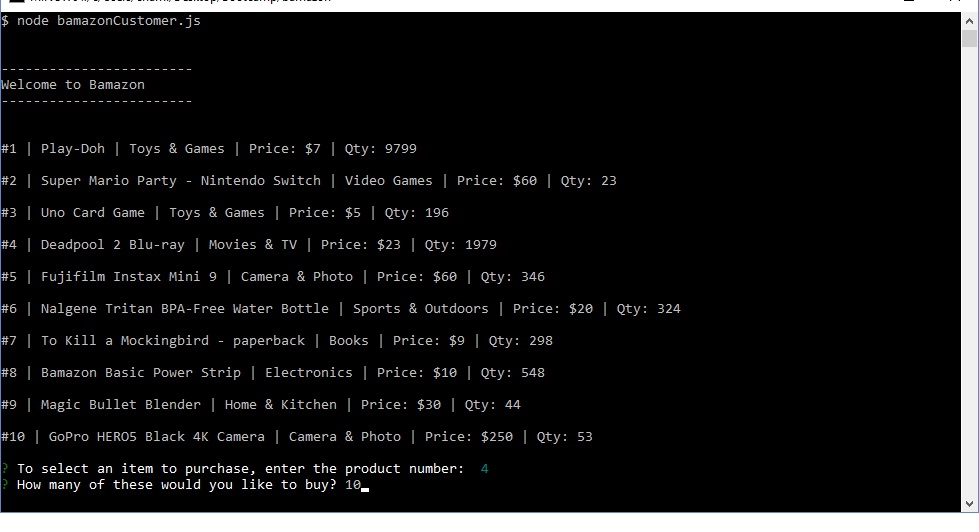 $ node bamazonCustomer.js
------------------------
Welcome to Bamazon
------------------------
#1 | Play-Doh | Toys & Games | Price: $7 | Qty: 9799
#2 | Super Mario Party - Nintendo Switch | Video Games | Price: $60 | Qty: 23
#3 | Uno Card Game | Toys & Games | Price: $5 | Qty: 196
#4 | Deadpool 2 Blu-ray | Movies & TV | Price: $23 | Qty: 1979
#5 | Fujifilm Instax Mini 9 | Camera & Photo | Price: $60 | Qty: 346
#6 | Nalgene Tritan BPA-Free Water Bottle | Sports & Outdoors | Price: $20 | Qty: 324
#7 | To Kill a Mockingbird - paperback | Books | Price: $9 | Qty: 298
#8 | Bamazon Basic Power Strip | Electronics | Price: $10 | Qty: 548
#9 | Magic Bullet Blender | Home & Kitchen | Price: $30 | Qty: 44
#10 | GoPro HERO5 Black 4K Camera | Camera & Photo | Price: $250 | Qty: 53
? To select an item to purchase, enter the product number: 4
? How many of these would you like to buy? 10